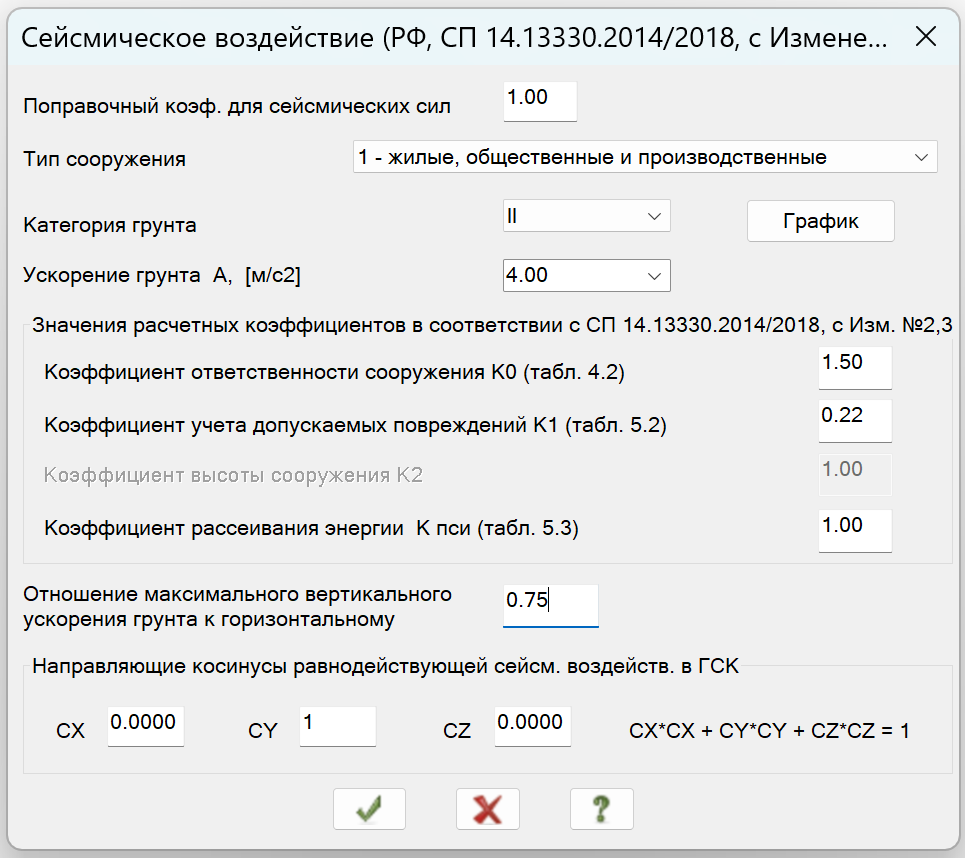 Сейсмическое воздействие (РФ, СП 14.13330.2014/2018, с Измене...
Поправочный коэф. для сейсмических сил 1.00
Тип сооружения 1 - жилые, общественные и производственные
Категория грунта II График
Ускорение грунта A, [м/с2] 4.00
Значения расчетных коэффициентов в соответствии с СП 14.13330.2014/2018, с Изм. №2,3
Коэффициент ответственности сооружения K0 (табл. 4.2) 1.50
Коэффициент учета допускаемых повреждений K1 (табл. 5.2) 0.22
Коэффициент высоты сооружения K2 1.00
Коэффициент рассеивания энергии К пси (табл. 5.3) 1.00
Отношение максимального вертикального
ускорения грунта к горизонтальному 0.75
Направляющие косинусы равнодействующей сейсм. воздейств. в ГСК
CX 0.0000 CY 1 CZ 0.0000 CX*CX + CY*CY + CZ*CZ = 1
?